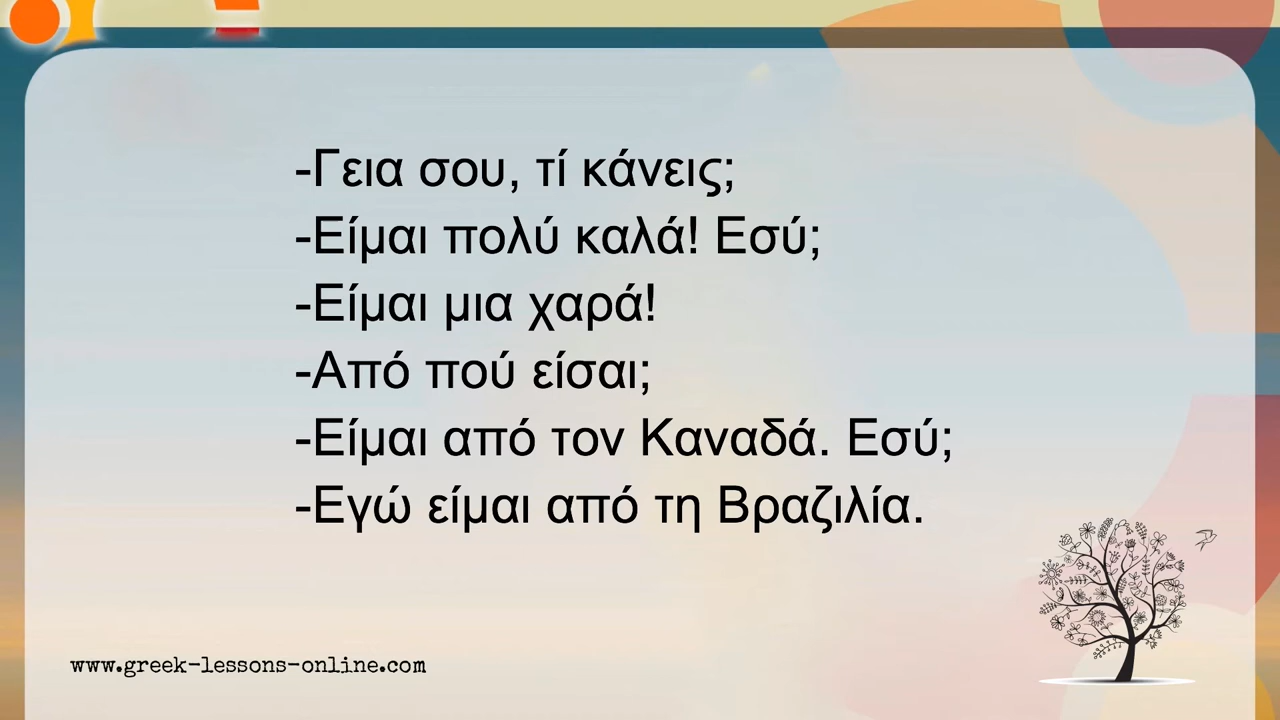 -Γεια σου, τί κάνεις;
-Είμαι πολύ καλά! Εσύ;
-Είμαι μια χαρά!
-Από πού είσαι;
-Είμαι από τον Καναδά. Εσύ;
-Εγώ είμαι από τη Βραζιλία.
www.greek-lessons-online.com